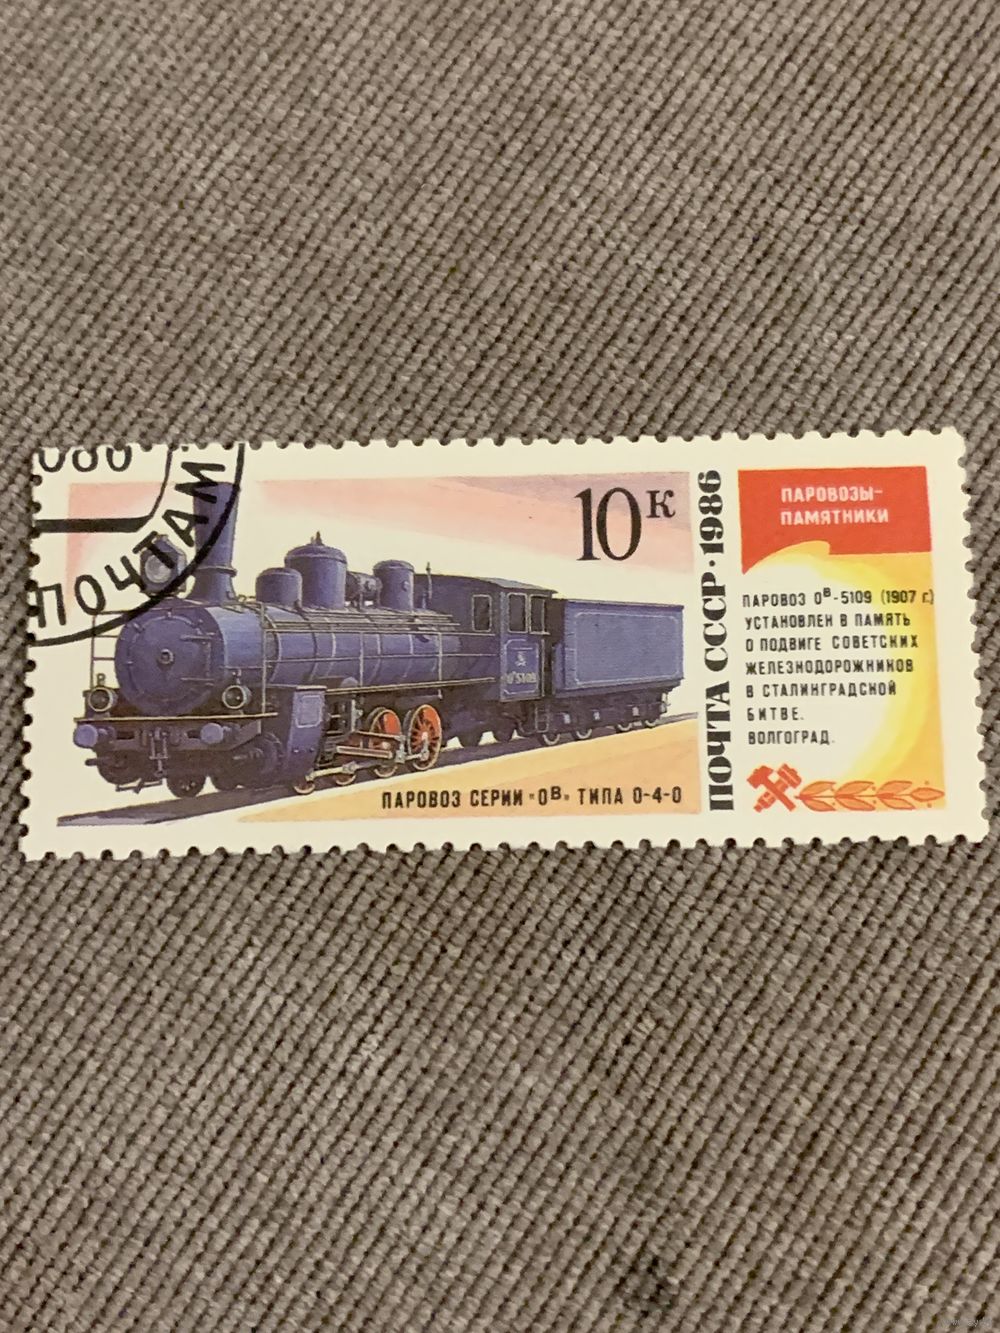 ПОЧТАМ
10к
ПОЧТА СССР·1986
ПАРОВОЗ СЕРИИ "ОВ" ТИПА 0-4-0
ПАРОВОЗЫ-
ПАМЯТНИКИ
ПАРОВОЗ ОВ-5109 (1907 г.)
УСТАНОВЛЕН В ПАМЯТЬ
О ПОДВИГЕ СОВЕТСКИХ
ЖЕЛЕЗНОДОРОЖНИКОВ
В СТАЛИНГРАДСКОЙ
БИТВЕ.
ВОЛГОГРАД.